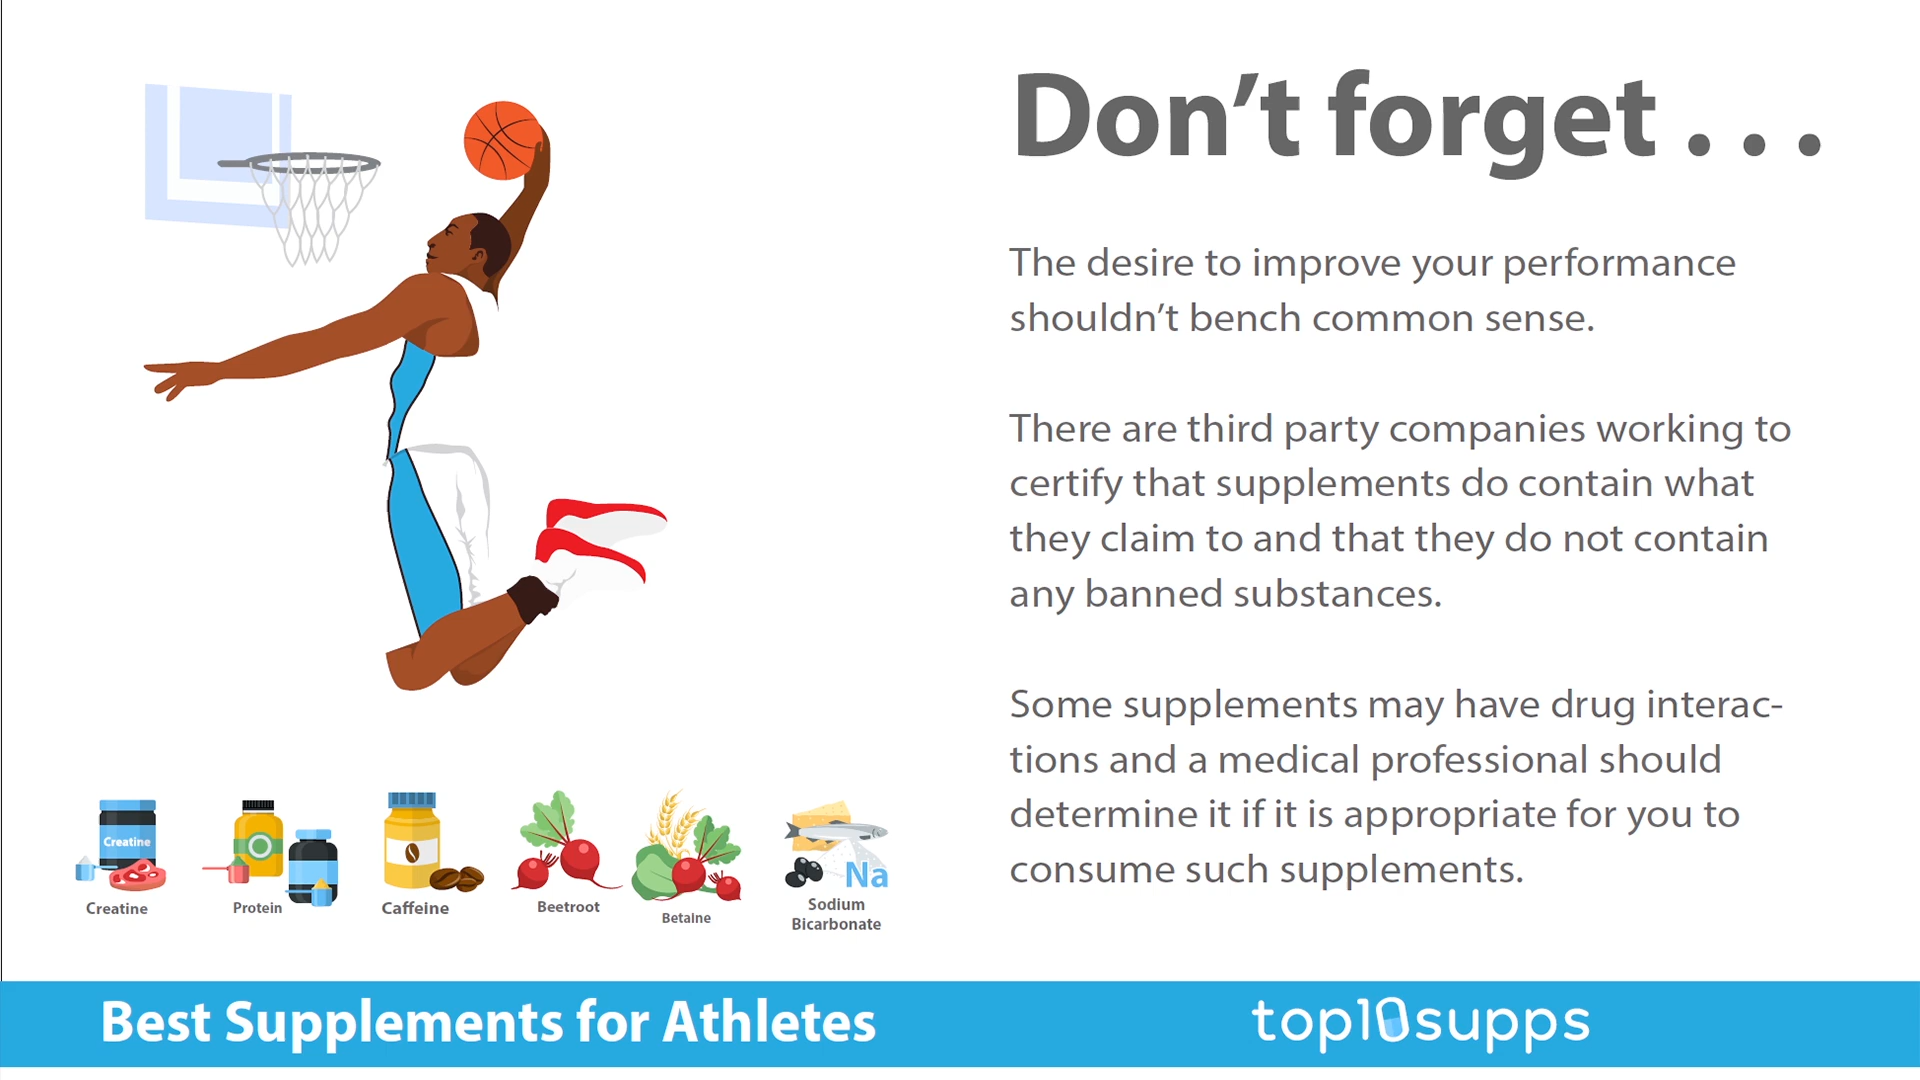 Don’t forget . . .
The desire to improve your performance
shouldn’t bench common sense.
There are third party companies working to
certify that supplements do contain what
they claim to and that they do not contain
any banned substances.
Some supplements may have drug interac-
tions and a medical professional should
determine it if it is appropriate for you to
consume such supplements.
Creatine
Creatine
Protein
Caffeine
Beetroot
Betaine
Na
Sodium
Bicarbonate
Best Supplements for Athletes
top10supps